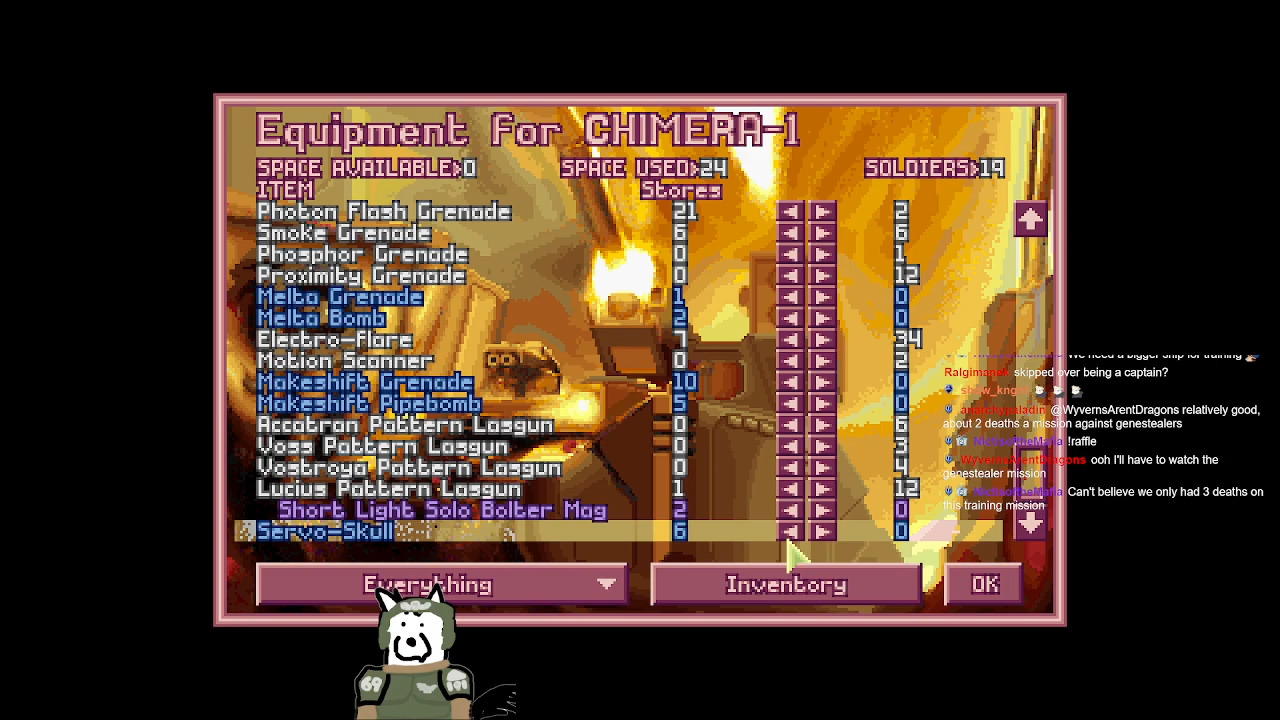 Equipment for CHIMERA-1
SPACE AVAILABLE>0 SPACE USED>24 SOLDIERS>19
ITEM Stores
Photon Flash Grenade 21 2
Smoke Grenade 6 6
Phosphor Grenade 0 1
Proximity Grenade 0 12
Melta Grenade 1 0
Melta Bomb 2 0
Electro-flare 7 34
Motion Scanner 0 2
Makeshift Grenade 10 0
Makeshift Pipebomb 5 0
Accatran Pattern Lasgun 0 6
Voss Pattern Lasgun 0 3
Vostroya Pattern Lasgun 0 4
Lucius Pattern Lasgun 1 12
Short Light Solo Bolter Mag 2 0
Servo-Skull 6 0
Everything Inventory OK
We need a bigger ship for training
skipped over being a captain?
@WyvernsArentDragons relatively good,
about 2 deaths a mission against genestealers
!raffle
WyvernsArentDragons ooh I'll have to watch the
genestealer mission
Can't believe we only had 3 deaths on
this training mission
69